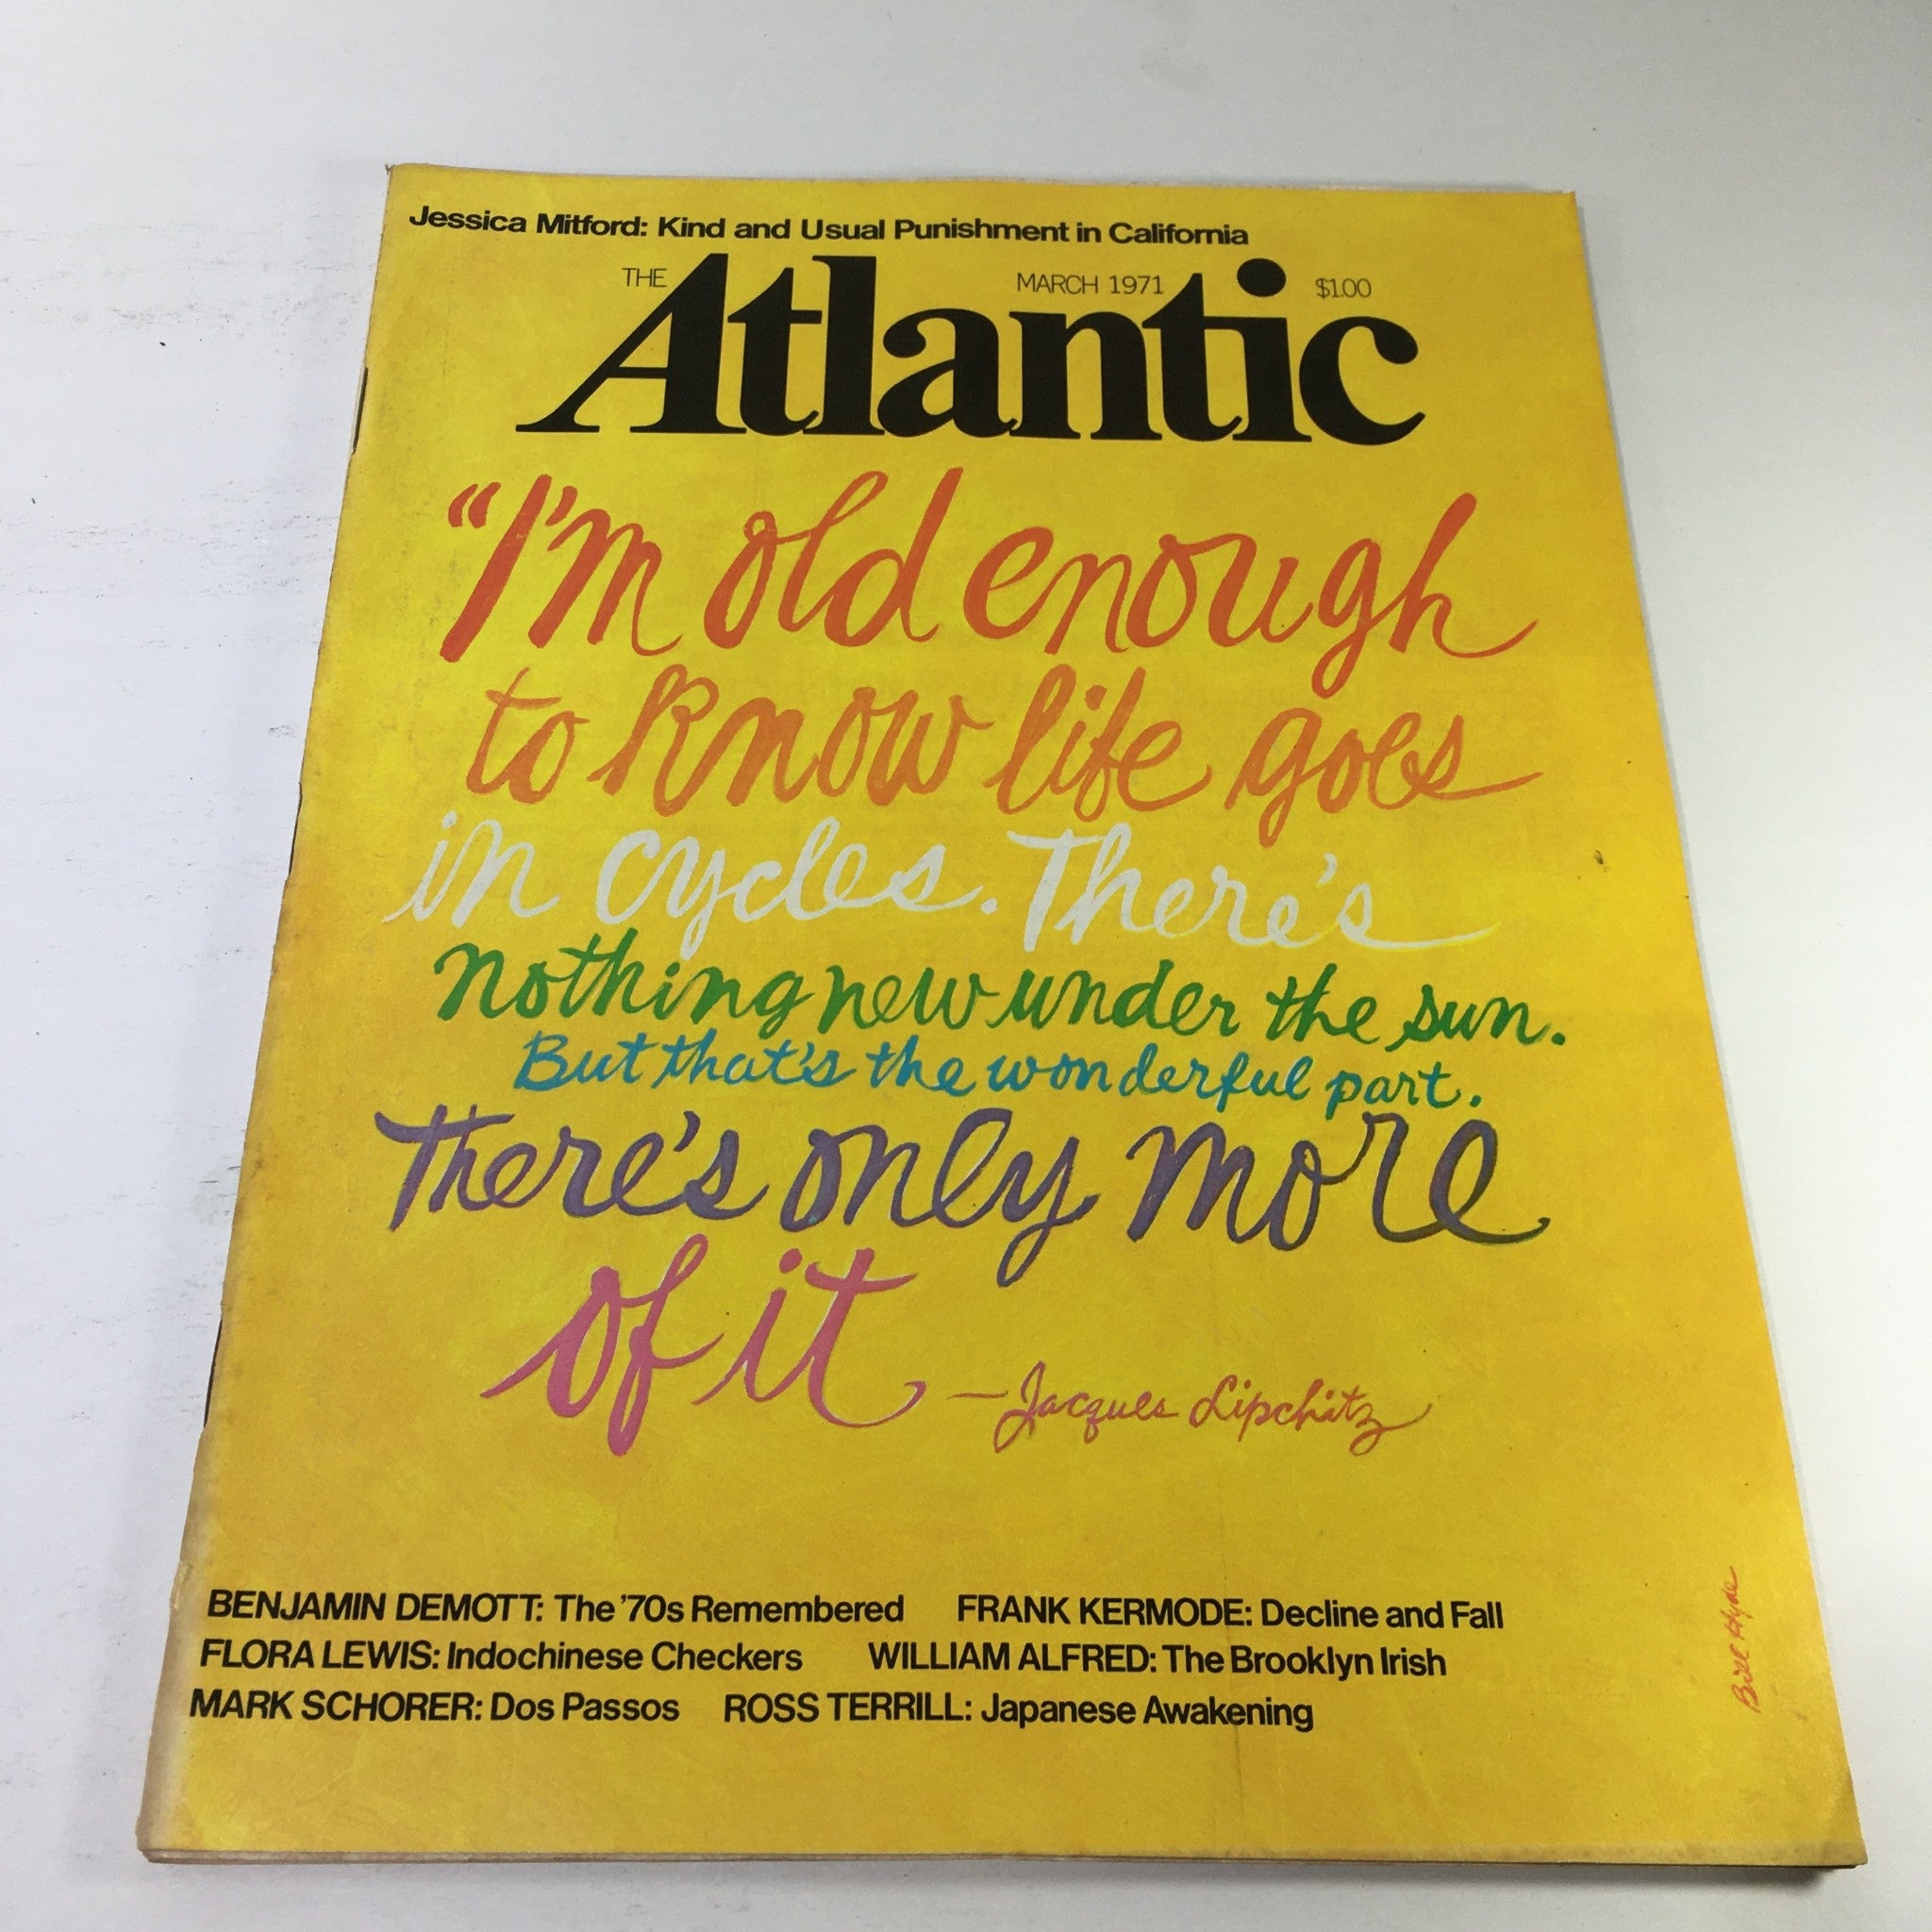 Jessica Mitford: Kind and Usual Punishment in California
THE MARCH 1971 $1.00
Atlantic
"I'm old enough
to know life goes
in cycles. There's
nothing new under the sun.
But that's the wonderful part.
There's only more
of it
—Jacques Lipchitz
BENJAMIN DEMOTT: The '70s Remembered FRANK KERMODE: Decline and Fall
FLORA LEWIS: Indochinese Checkers WILLIAM ALFRED: The Brooklyn Irish
MARK SCHORER: Dos Passos ROSS TERRILL: Japanese Awakening
Bill Hyde